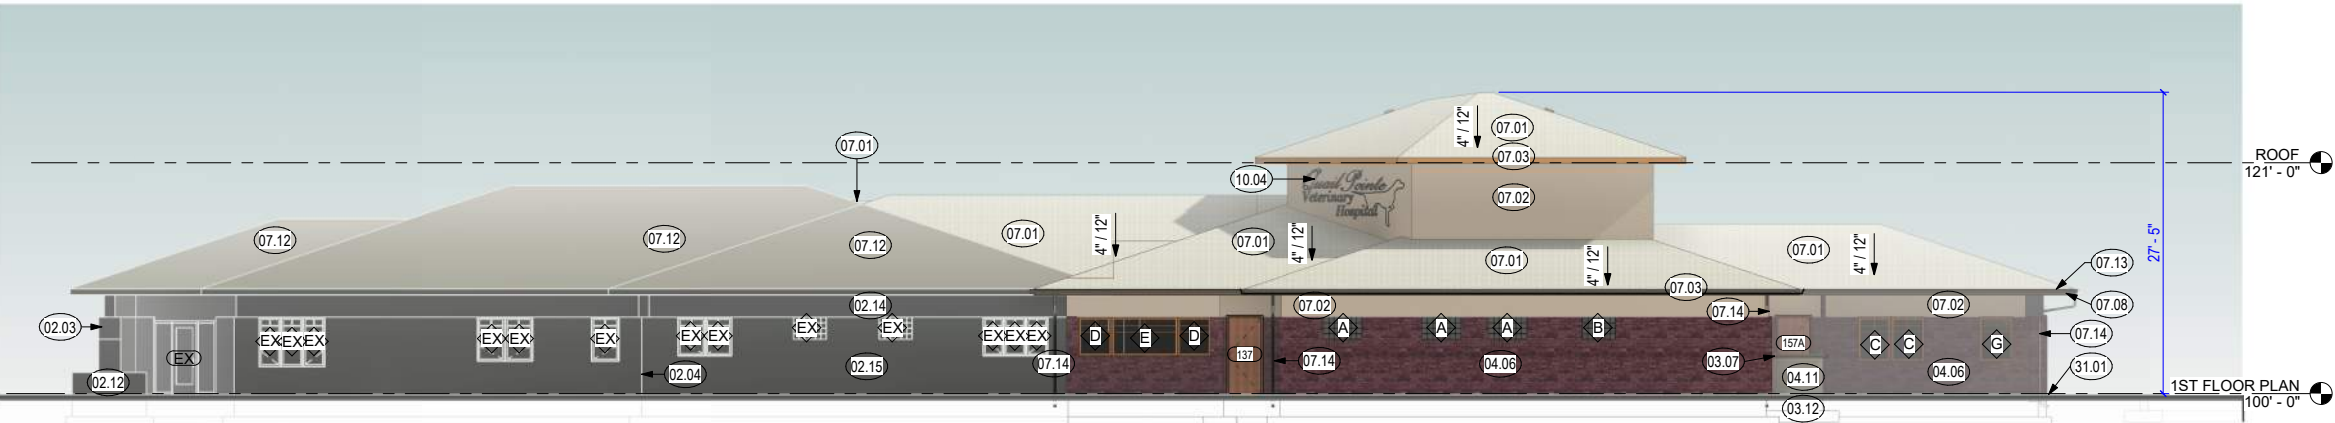 07.01
4" / 12"
07.01
ROOF
121' - 0"
07.03
10.04
Quail Pointe
Veterinary
Hospital
07.02
07.12
07.12
07.12
07.01
4" / 12"
07.01
4" / 12"
07.01
4" / 12"
07.01
4" / 12"
27' - 5"
07.13
07.03
02.14
07.02
07.14
07.02
07.08
02.03
EX
EX
EX
EX
EX
EX
EX
EX
EX
EX
EX
EX
EX
D
E
D
A
A
A
B
157A
C
C
G
07.14
EX
137
07.14
07.14
03.07
02.12
02.04
02.15
04.06
04.11
04.06
31.01
1ST FLOOR PLAN
100' - 0"
03.12